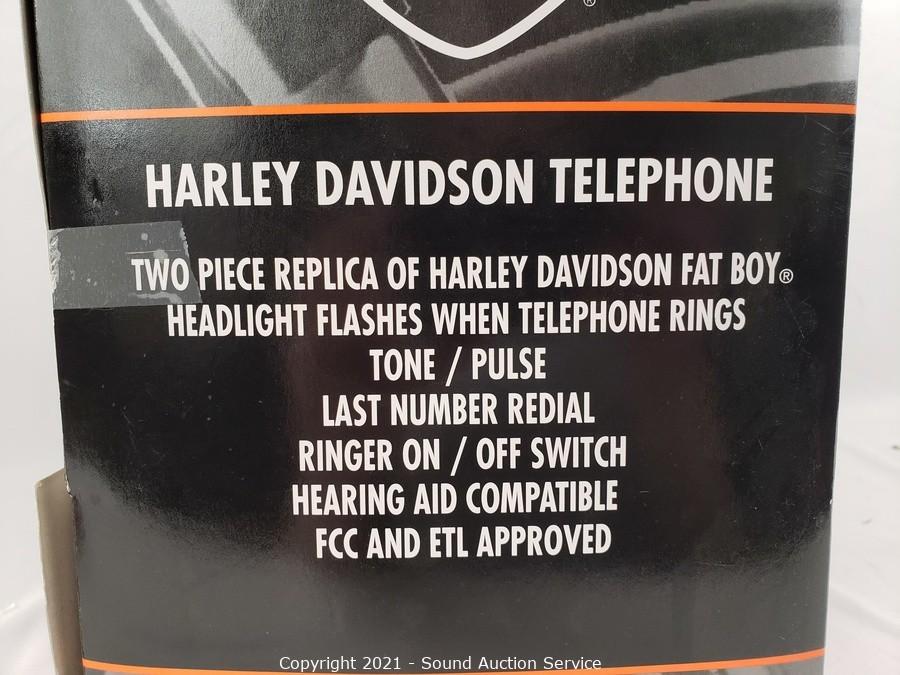 ®
HARLEY DAVIDSON TELEPHONE
TWO PIECE REPLICA OF HARLEY DAVIDSON FAT BOY®
HEADLIGHT FLASHES WHEN TELEPHONE RINGS
TONE / PULSE
LAST NUMBER REDIAL
RINGER ON / OFF SWITCH
HEARING AID COMPATIBLE
FCC AND ETL APPROVED
Copyright 2021 - Sound Auction Service